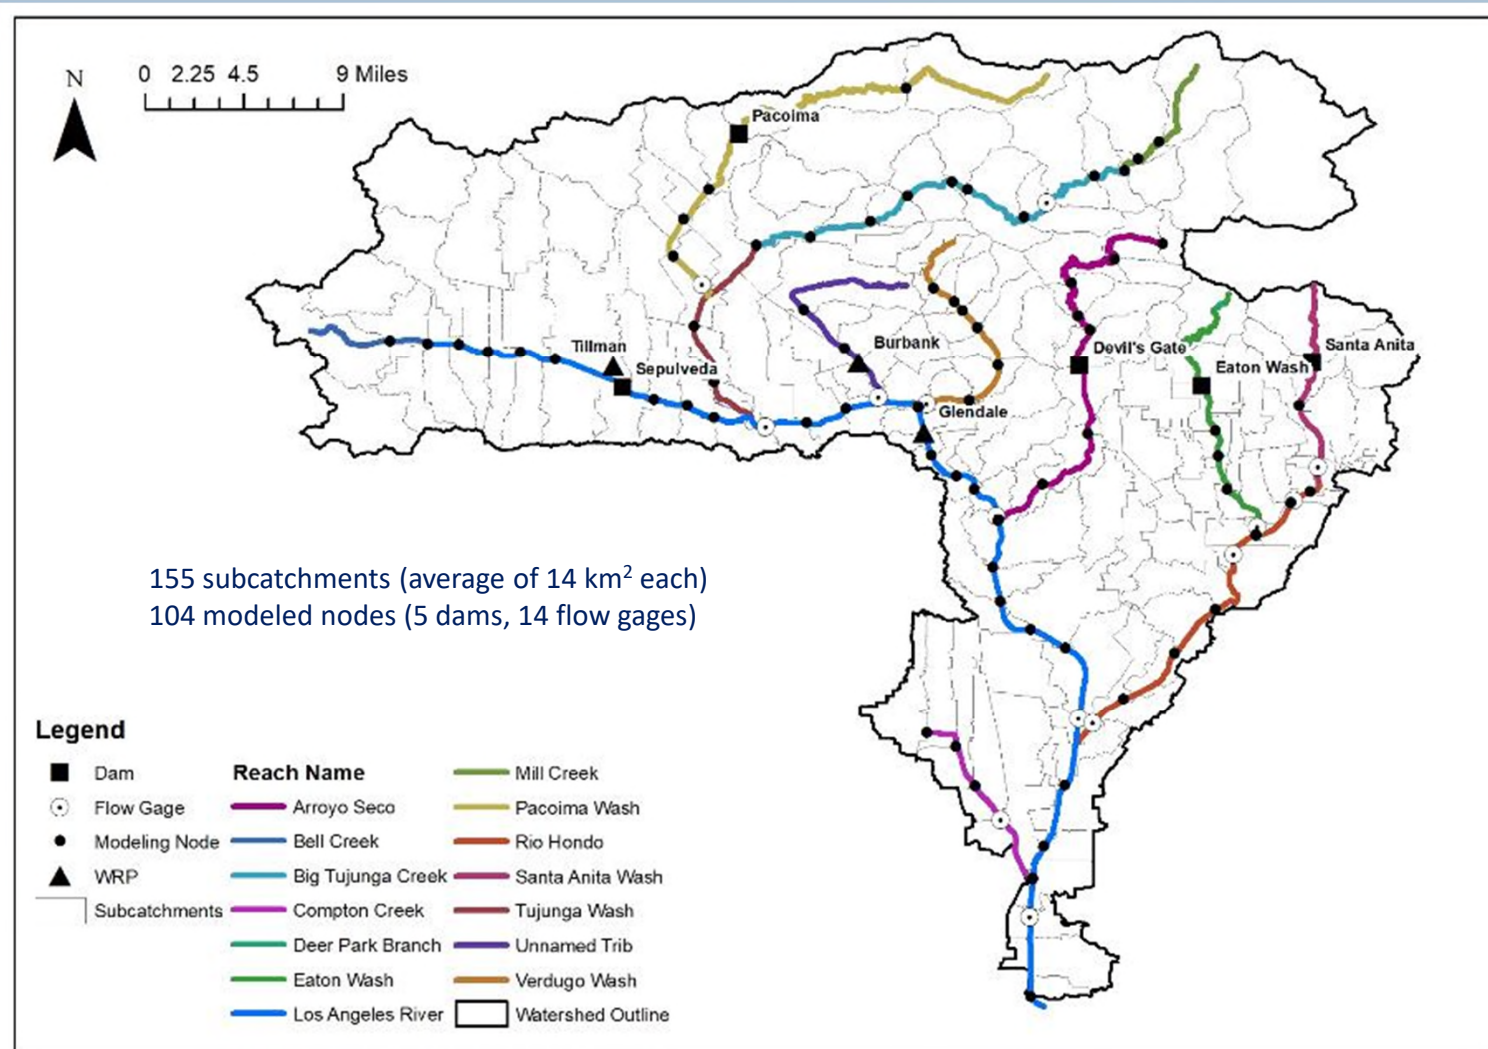 N
0 2.25 4.5 9 Miles
Pacoima
Tillman
Sepulveda
Burbank
Glendale
Devil's Gate
Eaton Wash
Santa Anita
155 subcatchments (average of 14 km² each)
104 modeled nodes (5 dams, 14 flow gages)
Legend
Dam
Flow Gage
Modeling Node
WRP
Subcatchments
Reach Name
Arroyo Seco
Bell Creek
Big Tujunga Creek
Compton Creek
Deer Park Branch
Eaton Wash
Los Angeles River
Mill Creek
Pacoima Wash
Rio Hondo
Santa Anita Wash
Tujunga Wash
Unnamed Trib
Verdugo Wash
Watershed Outline